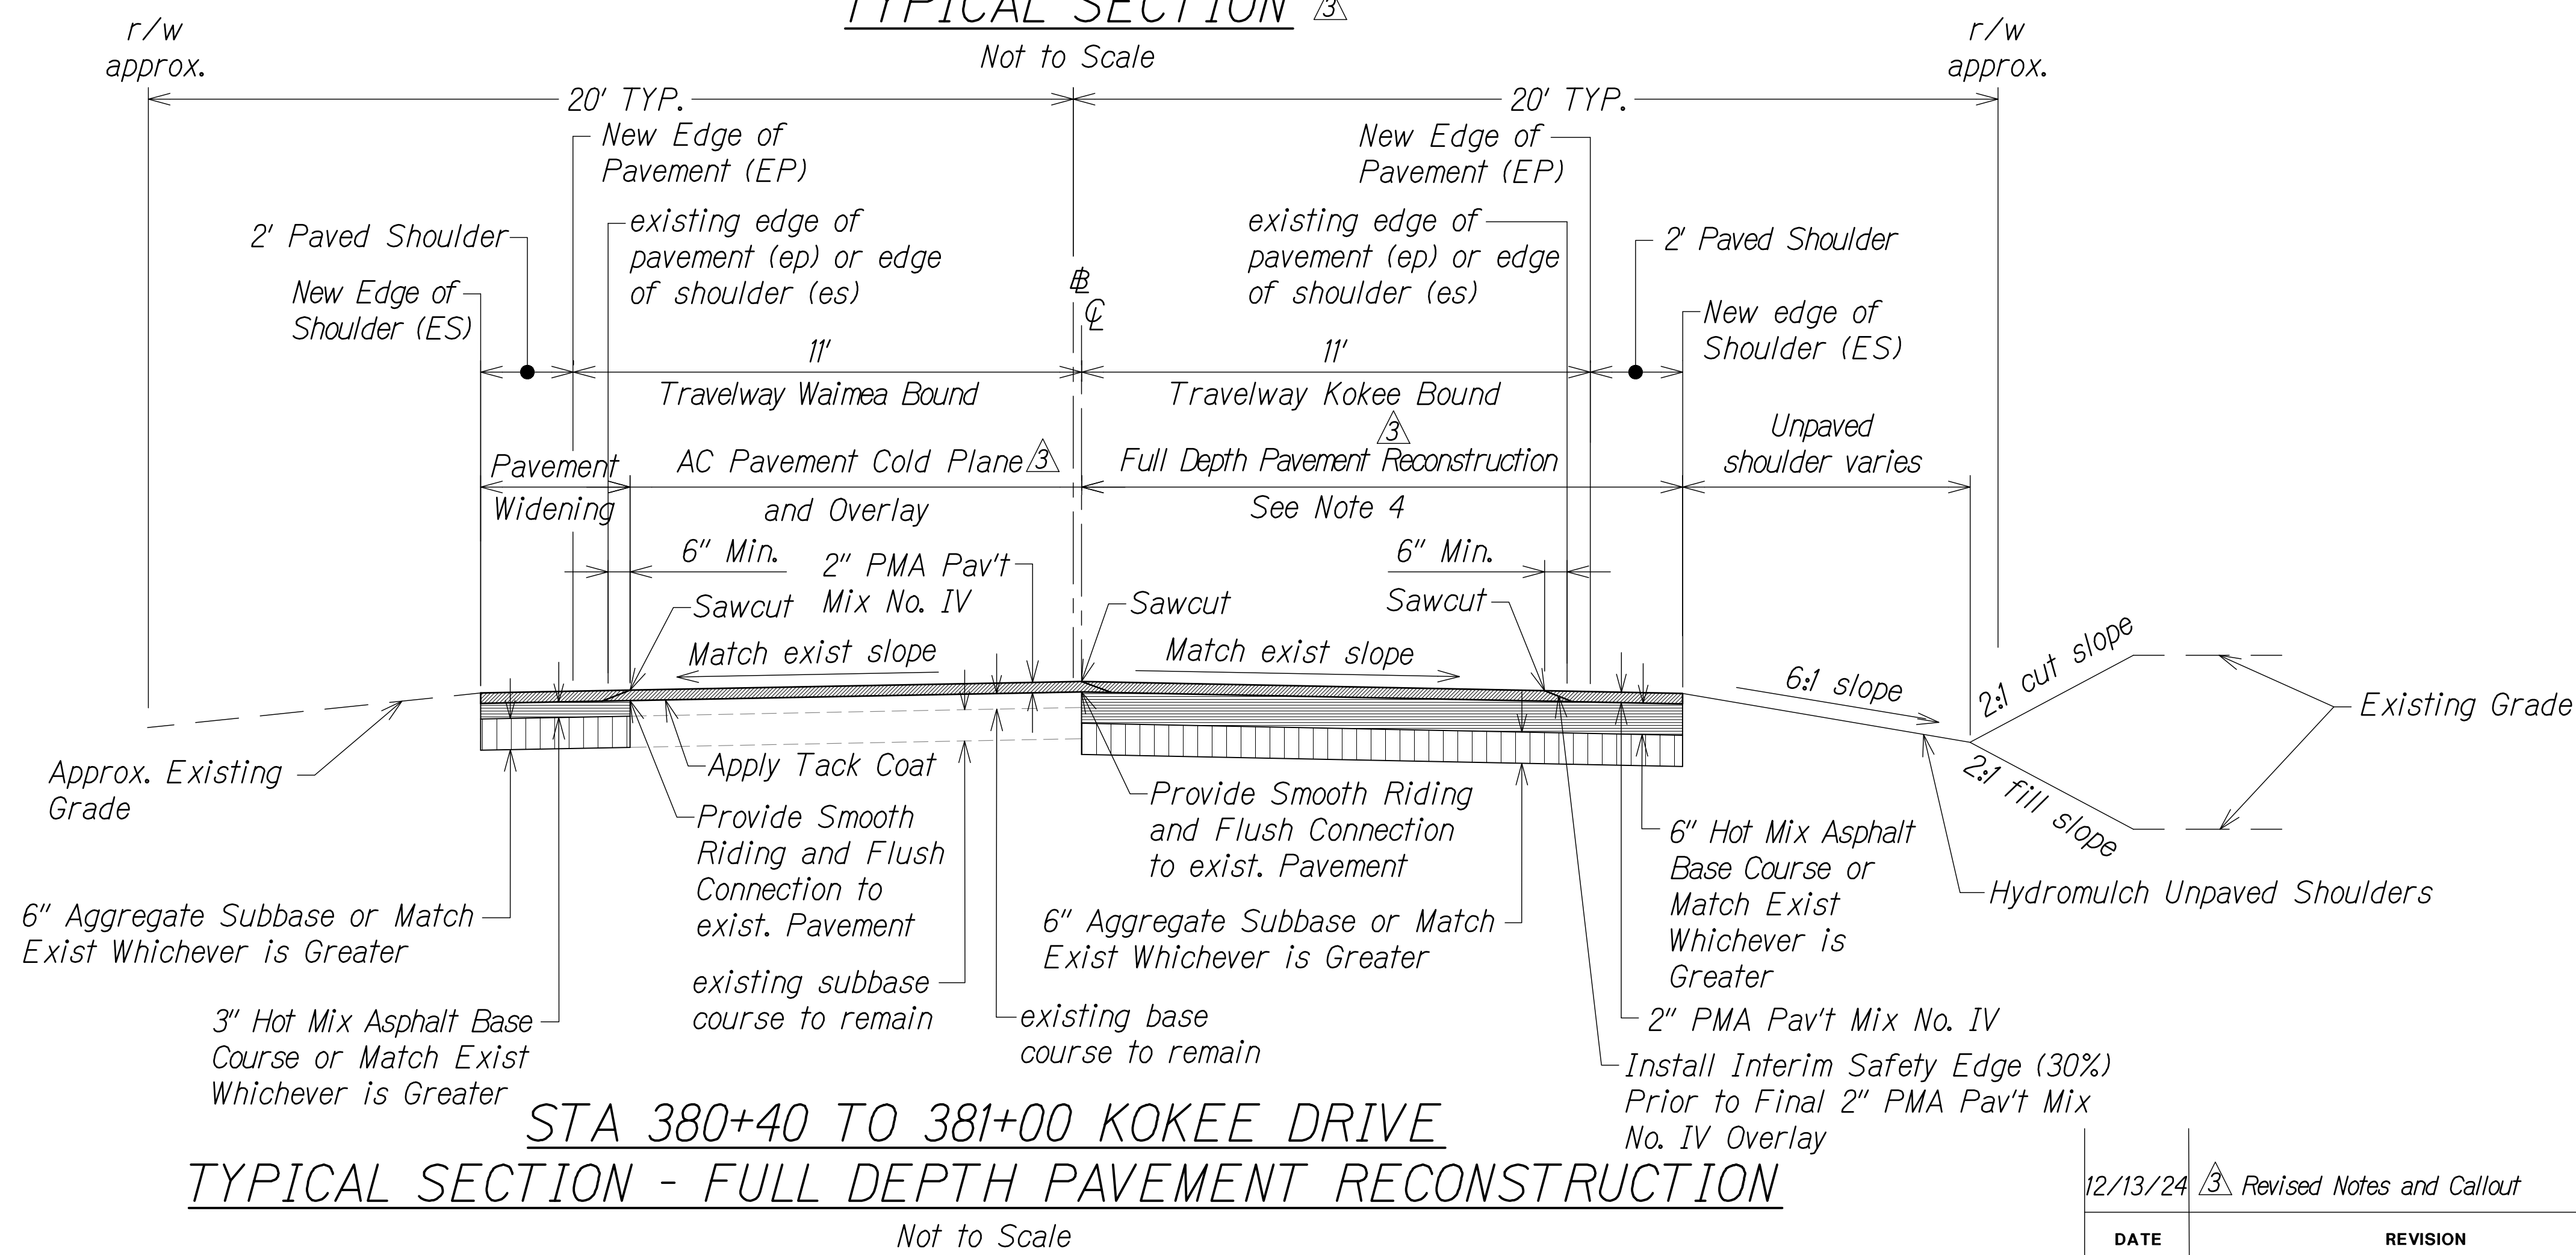 TYPICAL SECTION 3
Not to Scale
r/w
approx.
r/w
approx.
20' TYP.
20' TYP.
New Edge of
Pavement (EP)
New Edge of
Pavement (EP)
2' Paved Shoulder
existing edge of
pavement (ep) or edge
of shoulder (es)
existing edge of
pavement (ep) or edge
of shoulder (es)
2' Paved Shoulder
New Edge of
Shoulder (ES)
BL
CL
New edge of
Shoulder (ES)
11'
Travelway Waimea Bound
11'
Travelway Kokee Bound
Pavement
Widening
AC Pavement Cold Plane 3
and Overlay
3
Full Depth Pavement Reconstruction
See Note 4
Unpaved
shoulder varies
6" Min.
2" PMA Pav't
Mix No. IV
6" Min.
Sawcut
Sawcut
Sawcut
Match exist slope
Match exist slope
6:1 slope
2:1 cut slope
2:1 fill slope
Existing Grade
Approx. Existing
Grade
Apply Tack Coat
Provide Smooth
Riding and Flush
Connection to
exist. Pavement
Provide Smooth Riding
and Flush Connection
to exist. Pavement
6" Hot Mix Asphalt
Base Course or
Match Exist
Whichever is
Greater
Hydromulch Unpaved Shoulders
6" Aggregate Subbase or Match
Exist Whichever is Greater
6" Aggregate Subbase or Match
Exist Whichever is Greater
existing subbase
course to remain
existing base
course to remain
3" Hot Mix Asphalt Base
Course or Match Exist
Whichever is Greater
2" PMA Pav't Mix No. IV
Install Interim Safety Edge (30%)
Prior to Final 2" PMA Pav't Mix
No. IV Overlay
STA 380+40 TO 381+00 KOKEE DRIVE
TYPICAL SECTION - FULL DEPTH PAVEMENT RECONSTRUCTION
Not to Scale
12/13/24 3 Revised Notes and Callout
DATE REVISION